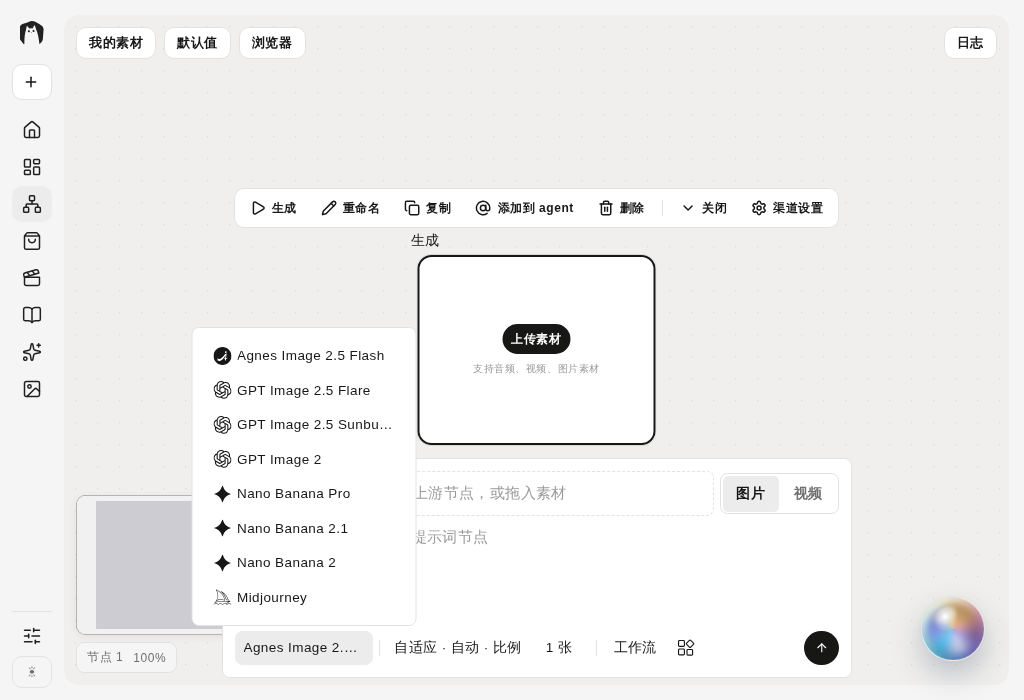 我的素材
默认值
浏览器
日志
生成
重命名
复制
添加到 agent
删除
关闭
渠道设置
生成
上传素材
支持音频、视频、图片素材
Agnes Image 2.5 Flash
GPT Image 2.5 Flare
GPT Image 2.5 Sunbu...
GPT Image 2
Nano Banana Pro
Nano Banana 2.1
Nano Banana 2
Midjourney
上游节点，或拖入素材
图片
视频
提示词节点
Agnes Image 2....
自适应 · 自动 · 比例
1 张
工作流
节点 1
100%